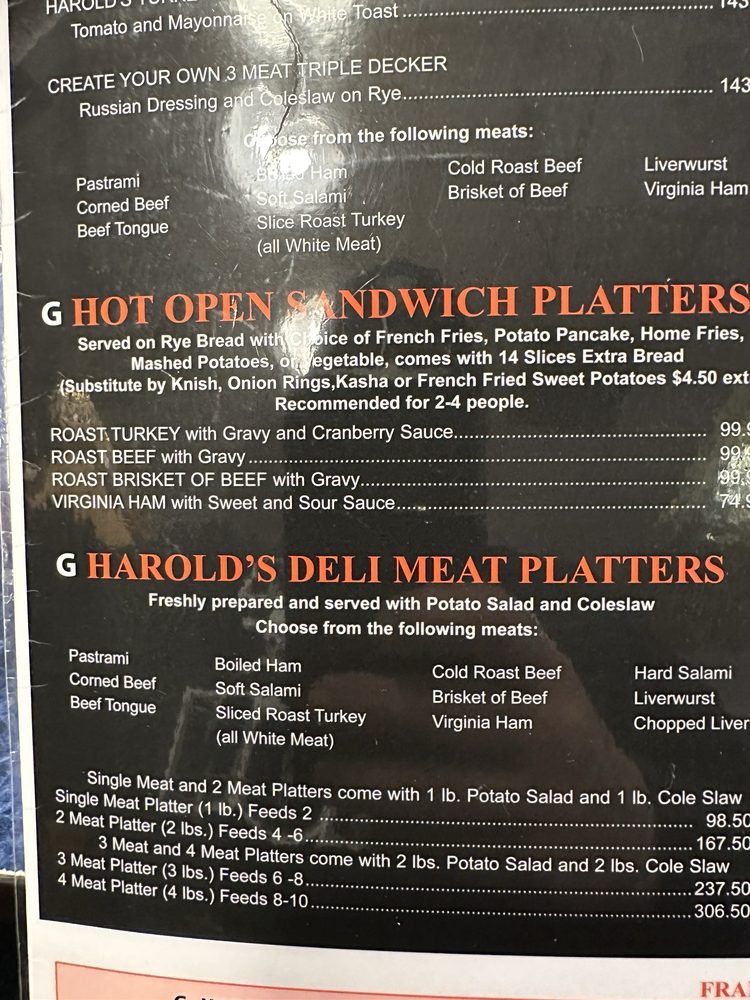 HAROLD'S
Tomato and Mayonnaise on White Toast
143
CREATE YOUR OWN 3 MEAT TRIPLE DECKER
Russian Dressing and Coleslaw on Rye 143
Choose from the following meats:
Pastrami
Corned Beef
Beef Tongue
Boiled Ham
Soft Salami
Slice Roast Turkey
(all White Meat)
Cold Roast Beef
Brisket of Beef
Liverwurst
Virginia Ham
G HOT OPEN SANDWICH PLATTERS
Served on Rye Bread with Choice of French Fries, Potato Pancake, Home Fries,
Mashed Potatoes, or Vegetable, comes with 14 Slices Extra Bread
(Substitute by Knish, Onion Rings,Kasha or French Fried Sweet Potatoes $4.50 ext
Recommended for 2-4 people.
ROAST TURKEY with Gravy and Cranberry Sauce 99.9
ROAST BEEF with Gravy 99.
ROAST BRISKET OF BEEF with Gravy 99.9
VIRGINIA HAM with Sweet and Sour Sauce 74.9
G HAROLD'S DELI MEAT PLATTERS
Freshly prepared and served with Potato Salad and Coleslaw
Choose from the following meats:
Pastrami
Corned Beef
Beef Tongue
Boiled Ham
Soft Salami
Sliced Roast Turkey
(all White Meat)
Cold Roast Beef
Brisket of Beef
Virginia Ham
Hard Salami
Liverwurst
Chopped Liver
Single Meat and 2 Meat Platters come with 1 lb. Potato Salad and 1 lb. Cole Slaw
Single Meat Platter (1 lb.) Feeds 2 98.50
2 Meat Platter (2 lbs.) Feeds 4 -6 167.50
3 Meat and 4 Meat Platters come with 2 lbs. Potato Salad and 2 lbs. Cole Slaw
3 Meat Platter (3 lbs.) Feeds 6 -8 237.50
4 Meat Platter (4 lbs.) Feeds 8-10 306.50
FRA